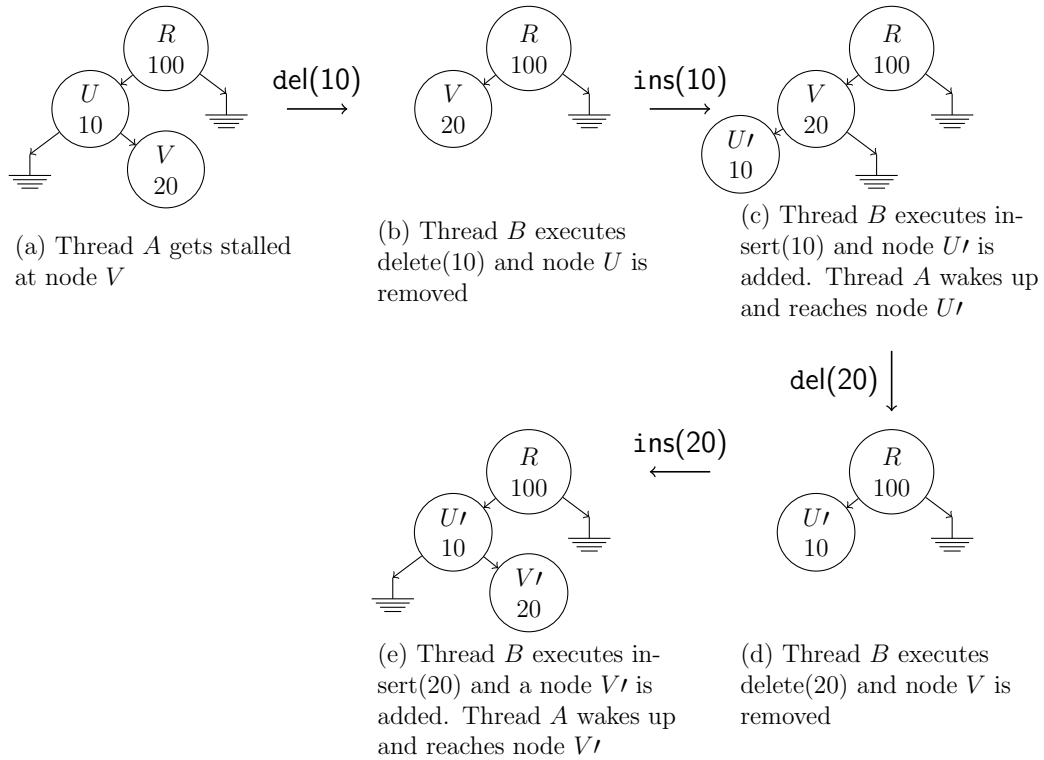 R
100
U
10
V
20
del(10)
R
100
V
20
ins(10)
R
100
V
20
U′
10
(a) Thread A gets stalled
at node V
(b) Thread B executes
delete(10) and node U is
removed
(c) Thread B executes in-
sert(10) and node U′ is
added. Thread A wakes up
and reaches node U′
del(20)
R
100
U′
10
ins(20)
R
100
U′
10
V′
20
(e) Thread B executes in-
sert(20) and a node V′ is
added. Thread A wakes up
and reaches node V′
(d) Thread B executes
delete(20) and node V is
removed